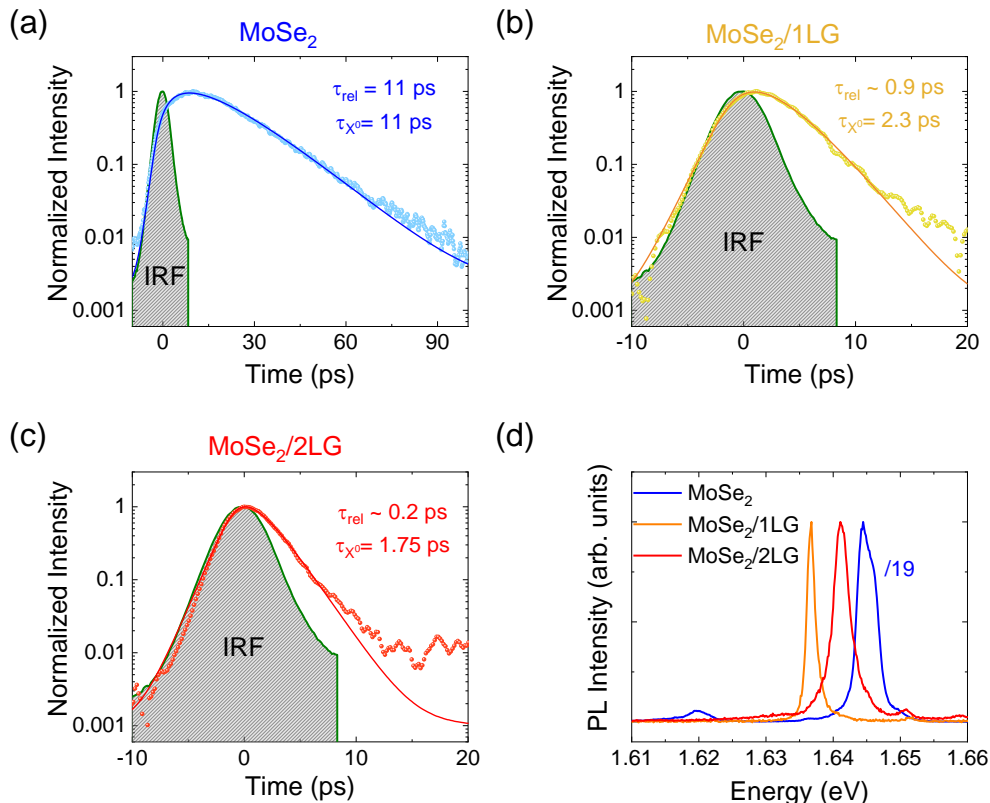 (a)
MoSe₂
τrel = 11 ps
τX⁰= 11 ps
IRF
Normalized Intensity
1
0.1
0.01
0.001
0
30
60
90
Time (ps)
(b)
MoSe₂/1LG
τrel ~ 0.9 ps
τX⁰= 2.3 ps
IRF
Normalized Intensity
1
0.1
0.01
0.001
-10
0
10
20
Time (ps)
(c)
MoSe₂/2LG
τrel ~ 0.2 ps
τX⁰= 1.75 ps
IRF
Normalized Intensity
1
0.1
0.01
0.001
-10
0
10
20
Time (ps)
(d)
MoSe₂
MoSe₂/1LG
MoSe₂/2LG
/19
PL Intensity (arb. units)
1.61
1.62
1.63
1.64
1.65
1.66
Energy (eV)